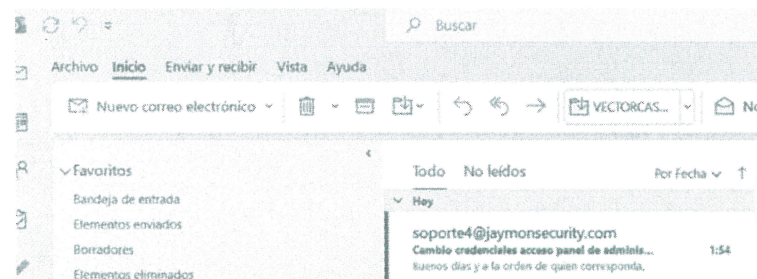 Buscar
Archivo Inicio Enviar y recibir Vista Ayuda
Nuevo correo electrónico VECTORCAS... No
Favoritos
Todo No leídos Por Fecha
Bandeja de entrada
Hoy
Elementos enviados
soporte4@jaymonsecurity.com
Borradores
Cambio credenciales acceso panel de adminis... 1:54
Elementos eliminados
Buenos días y a la orden de quien corresponda,